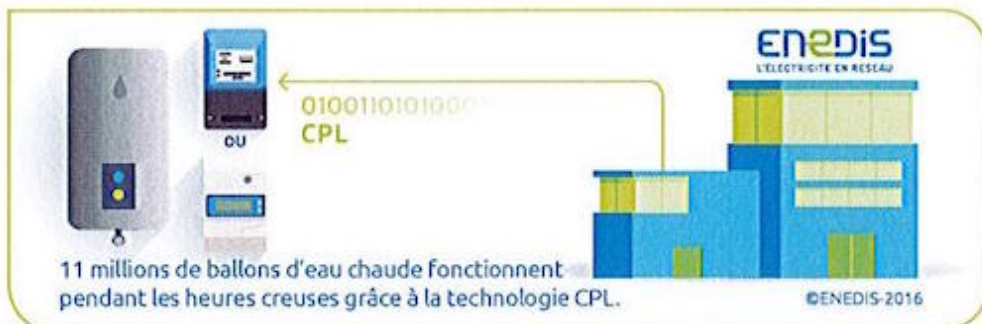 ENEDIS
L'ÉLECTRICITÉ EN RÉSEAU
OU
0100110101000
CPL
11 millions de ballons d'eau chaude fonctionnent
pendant les heures creuses grâce à la technologie CPL.
©ENEDIS-2016